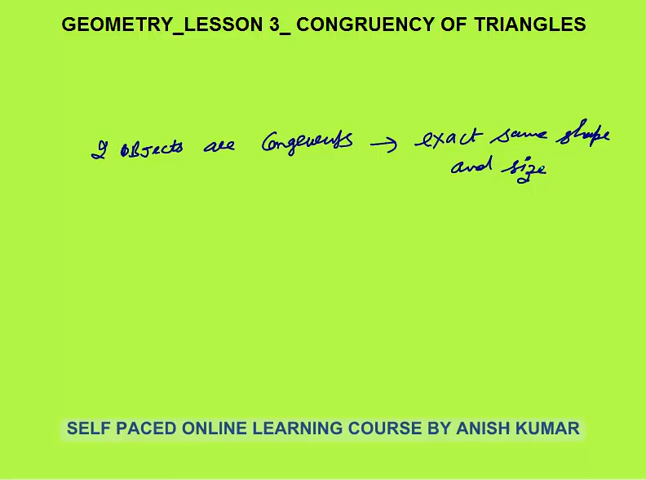 GEOMETRY_LESSON 3_ CONGRUENCY OF TRIANGLES
objects are Congruents → exact same shape
and size
SELF PACED ONLINE LEARNING COURSE BY ANISH KUMAR